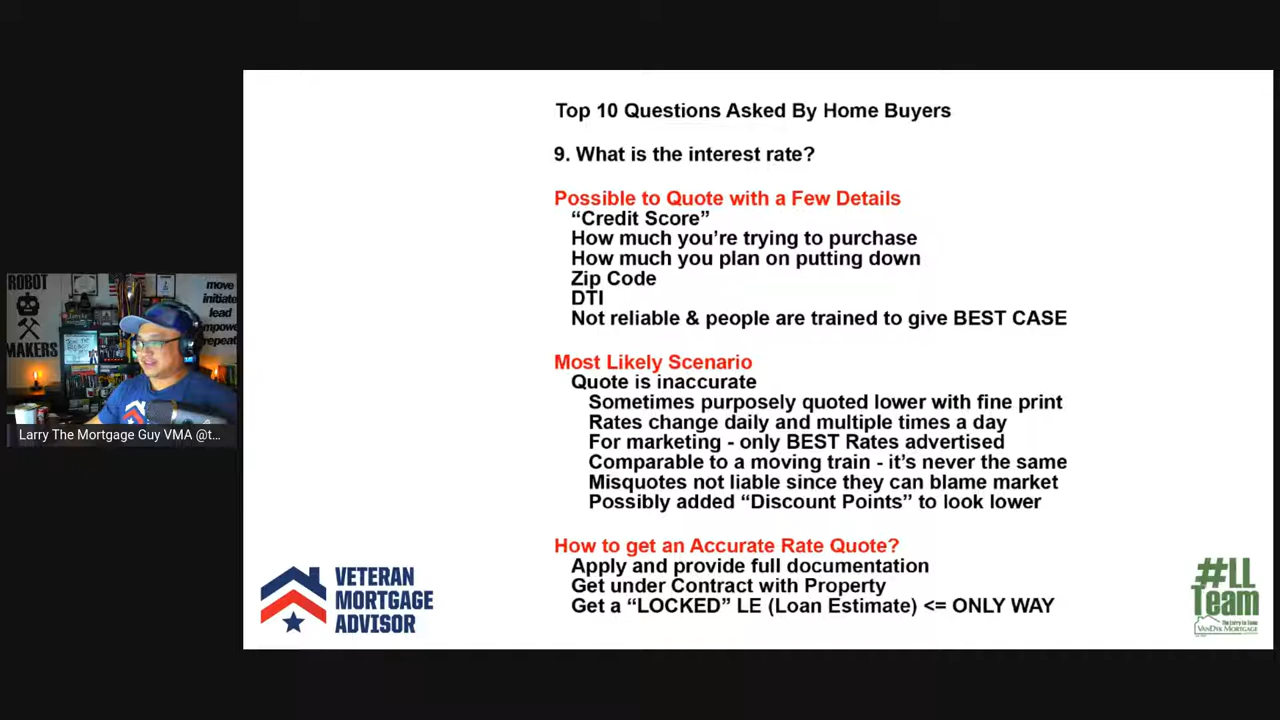 Top 10 Questions Asked By Home Buyers
9. What is the interest rate?
Possible to Quote with a Few Details
“Credit Score”
How much you’re trying to purchase
How much you plan on putting down
Zip Code
DTI
Not reliable & people are trained to give BEST CASE
Most Likely Scenario
Quote is inaccurate
Sometimes purposely quoted lower with fine print
Rates change daily and multiple times a day
For marketing - only BEST Rates advertised
Comparable to a moving train - it’s never the same
Misquotes not liable since they can blame market
Possibly added “Discount Points” to look lower
How to get an Accurate Rate Quote?
Apply and provide full documentation
Get under Contract with Property
Get a “LOCKED” LE (Loan Estimate) <= ONLY WAY
ROBOT
MAKERS
move
initiate
lead
empowe
repeat
Larry The Mortgage Guy VMA @t...
VETERAN
MORTGAGE
ADVISOR
#LL
Team
VANDYK MORTGAGE